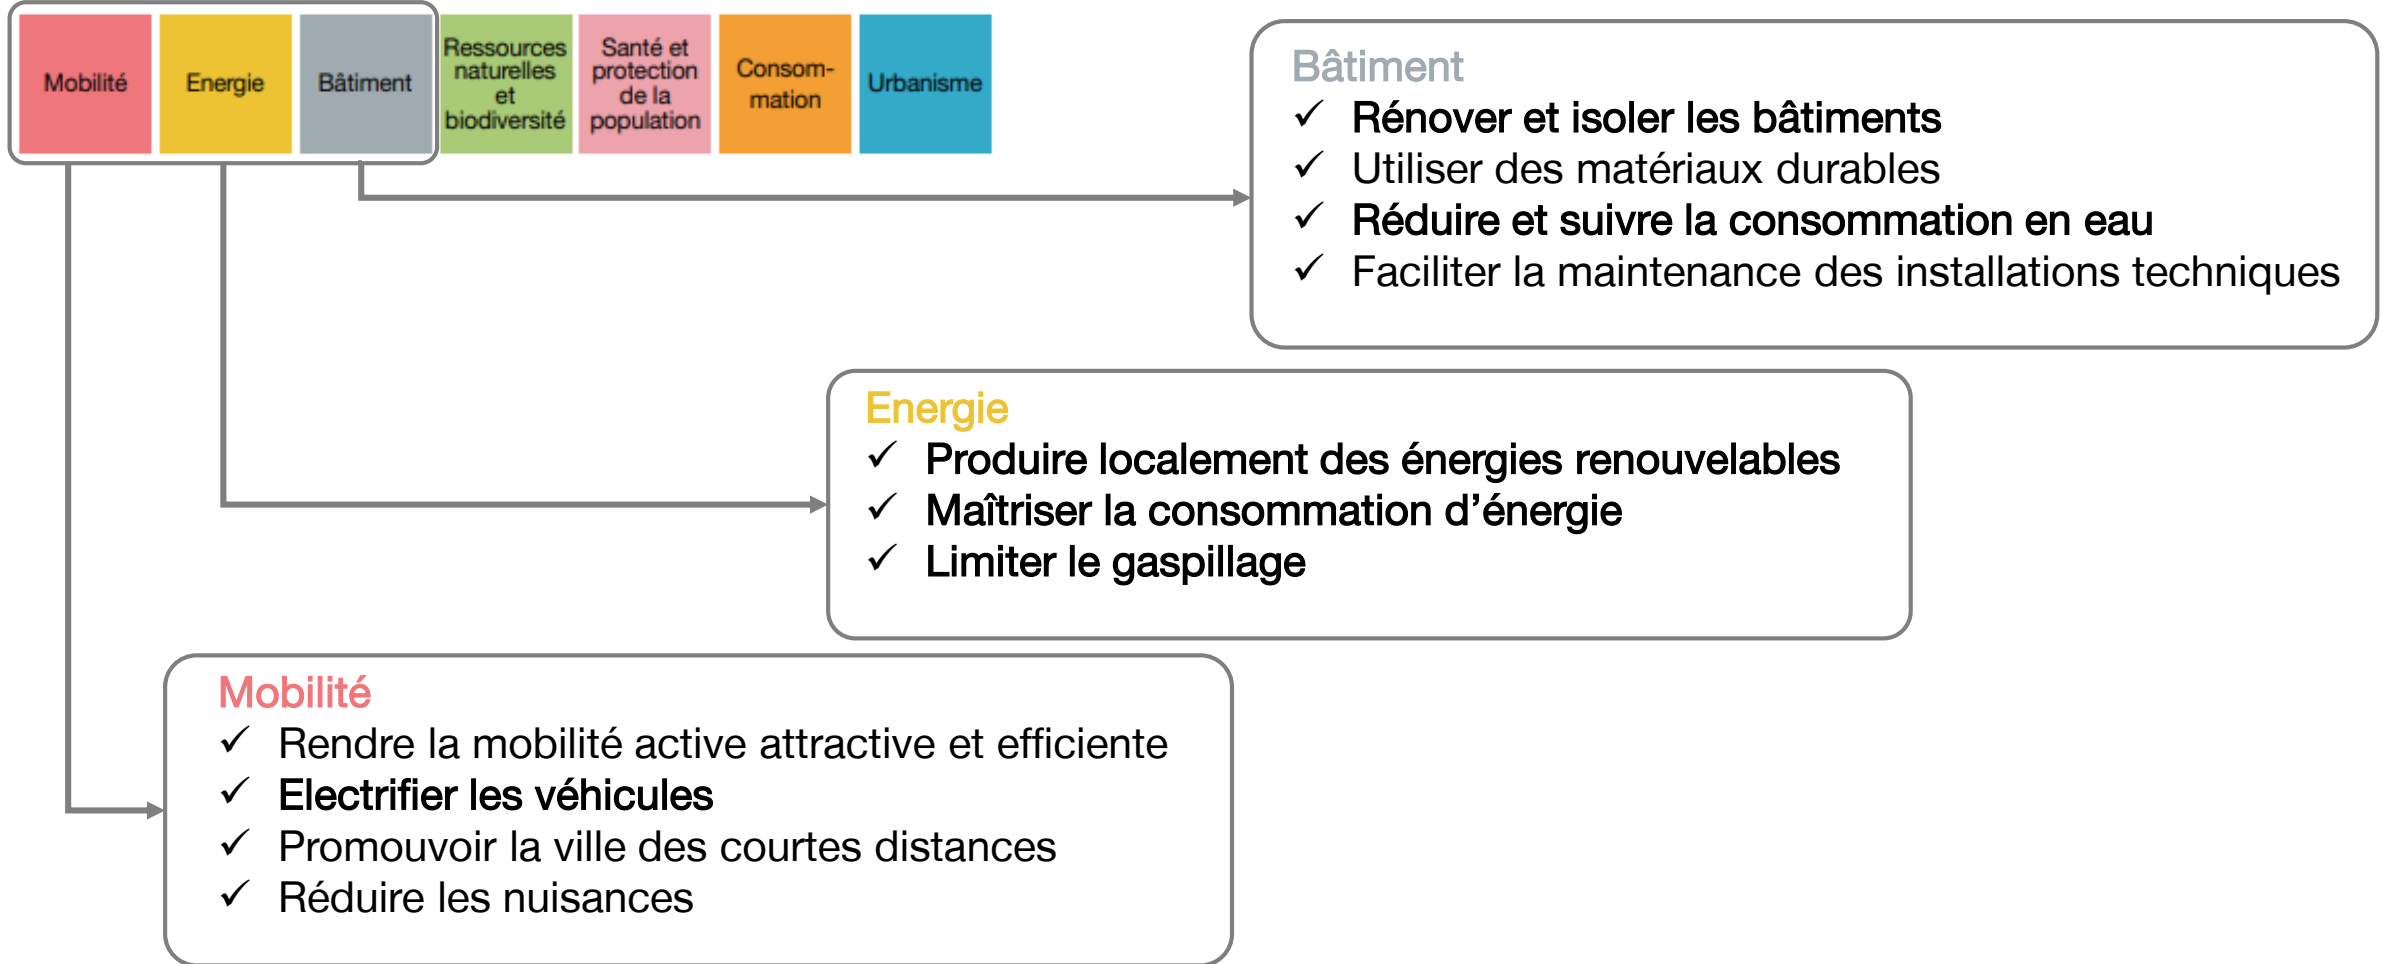 Mobilité
Energie
Bâtiment
Ressources
naturelles
et
biodiversité
Santé et
protection
de la
population
Consom-
mation
Urbanisme
Bâtiment
✓ Rénover et isoler les bâtiments
✓ Utiliser des matériaux durables
✓ Réduire et suivre la consommation en eau
✓ Faciliter la maintenance des installations techniques
Energie
✓ Produire localement des énergies renouvelables
✓ Maîtriser la consommation d’énergie
✓ Limiter le gaspillage
Mobilité
✓ Rendre la mobilité active attractive et efficiente
✓ Electrifier les véhicules
✓ Promouvoir la ville des courtes distances
✓ Réduire les nuisances